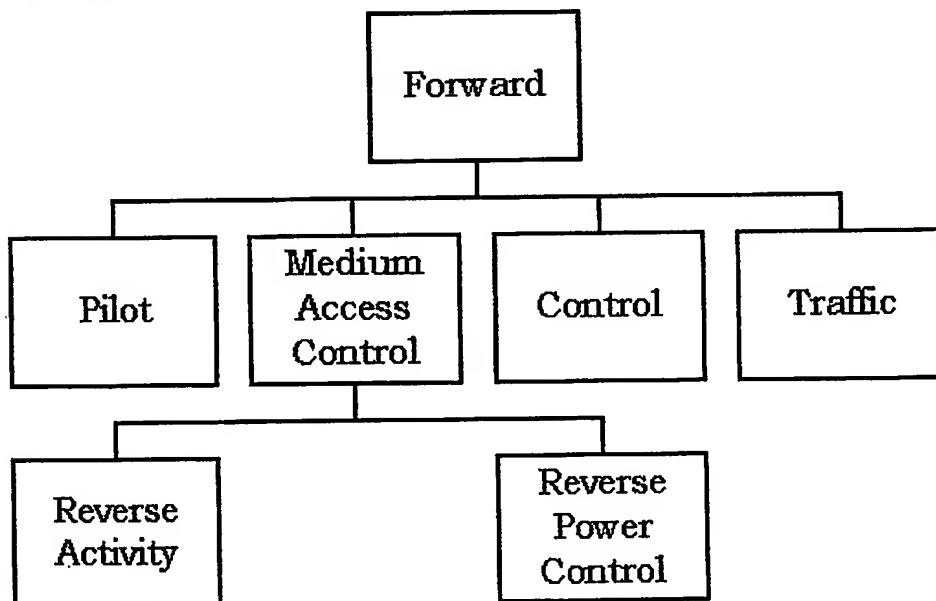 Forward
Pilot
Medium
Access
Control
Control
Traffic
Reverse
Activity
Reverse
Power
Control